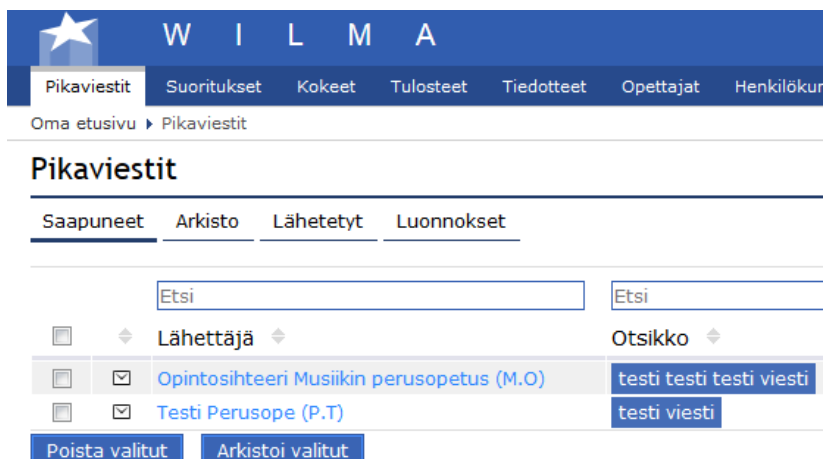 W I L M A
Pikaviestit Suoritukset Kokeet Tulosteet Tiedotteet Opettajat
Oma etusivu Pikaviestit
Pikaviestit
Saapuneet Arkisto Lähetetyt Luonnokset
Etsi Etsi
Lähettäjä Otsikko
Opintosihteeri Musiikin perusopetus (M.O) testi testi testi viesti
Testi Perusope (P.T) testi viesti
Poista valitut Arkistoi valitut